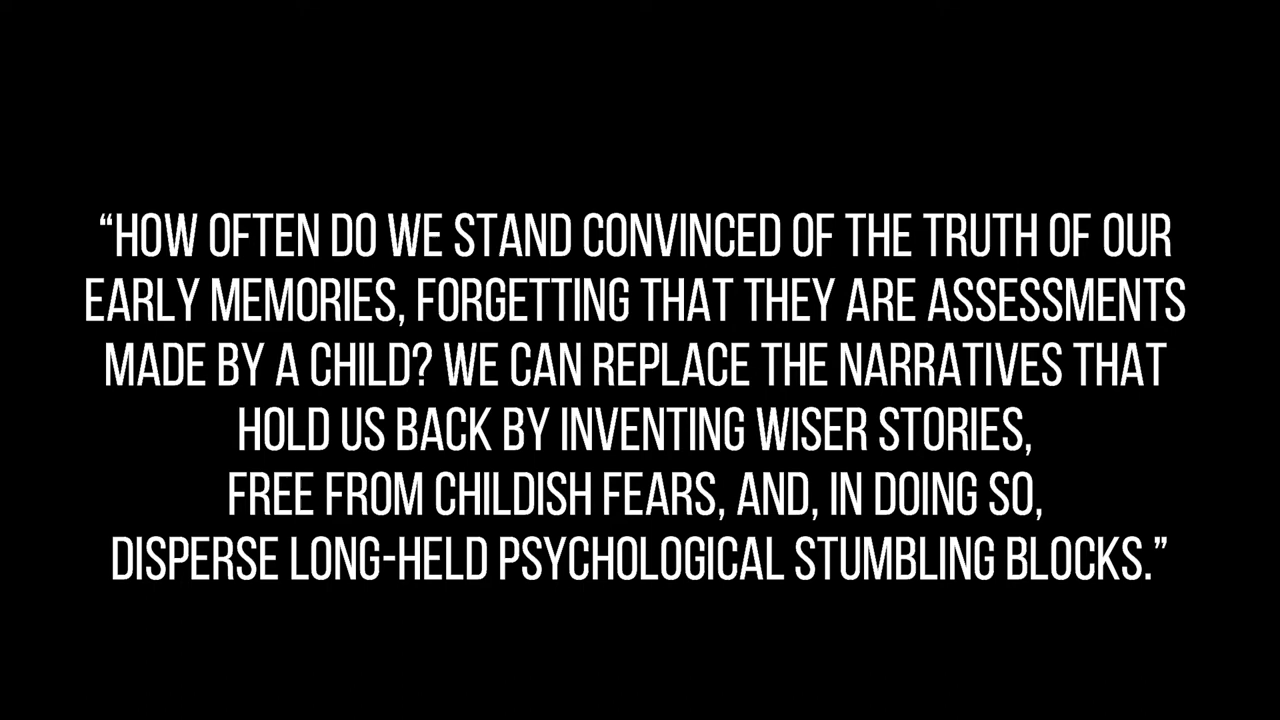 “HOW OFTEN DO WE STAND CONVINCED OF THE TRUTH OF OUR
EARLY MEMORIES, FORGETTING THAT THEY ARE ASSESSMENTS
MADE BY A CHILD? WE CAN REPLACE THE NARRATIVES THAT
HOLD US BACK BY INVENTING WISER STORIES,
FREE FROM CHILDISH FEARS, AND, IN DOING SO,
DISPERSE LONG-HELD PSYCHOLOGICAL STUMBLING BLOCKS.”